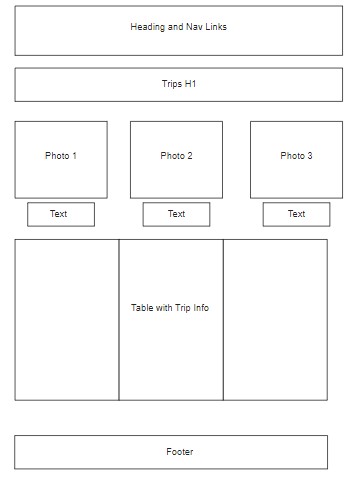 Heading and Nav Links
Trips H1
Photo 1
Photo 2
Photo 3
Text
Text
Text
Table with Trip Info
Footer